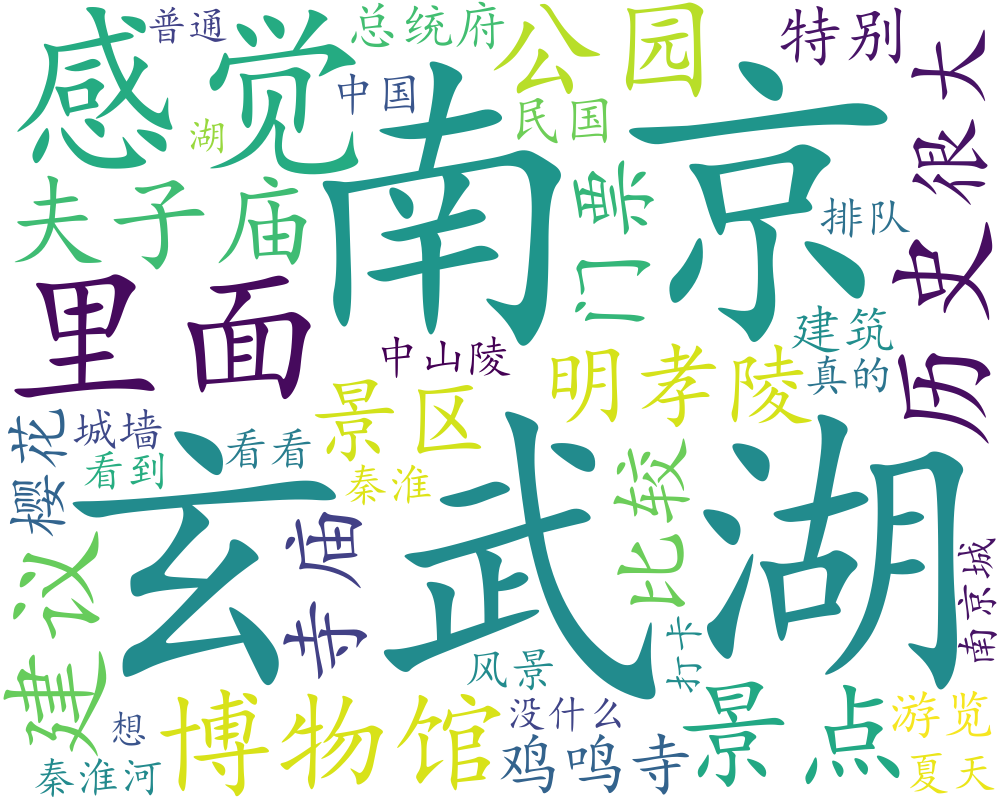 感觉
普通
总统府
公园
特别
很大
中国
湖
民国
南京
门票
夫子庙
排队
历史
里面
建筑
中山陵
真的
明孝陵
景区
樱花
城墙
看看
看到
秦淮
玄武湖
比较
寺庙
建议
南京城
打卡
风景
博物馆
没什么
景点
游览
想
鸡鸣寺
秦淮河
夏天